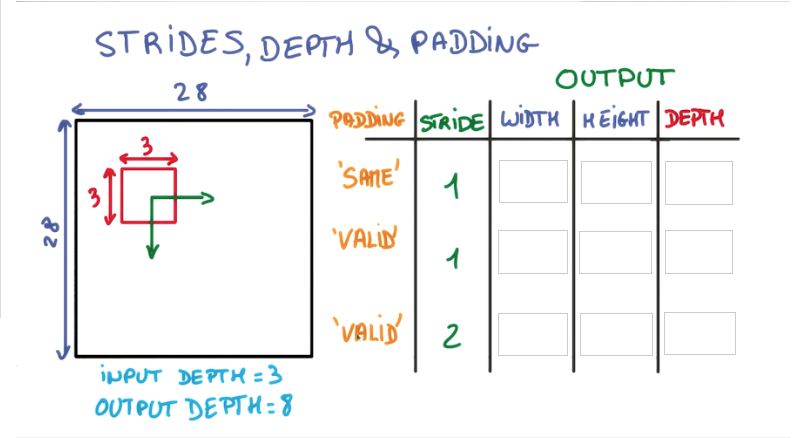 STRIDES, DEPTH & PADDING
OUTPUT
28
PADDING STRIDE WIDTH HEIGHT DEPTH
3
3
'SAME' 1
28
'VALID' 1
'VALID' 2
INPUT DEPTH = 3
OUTPUT DEPTH = 8